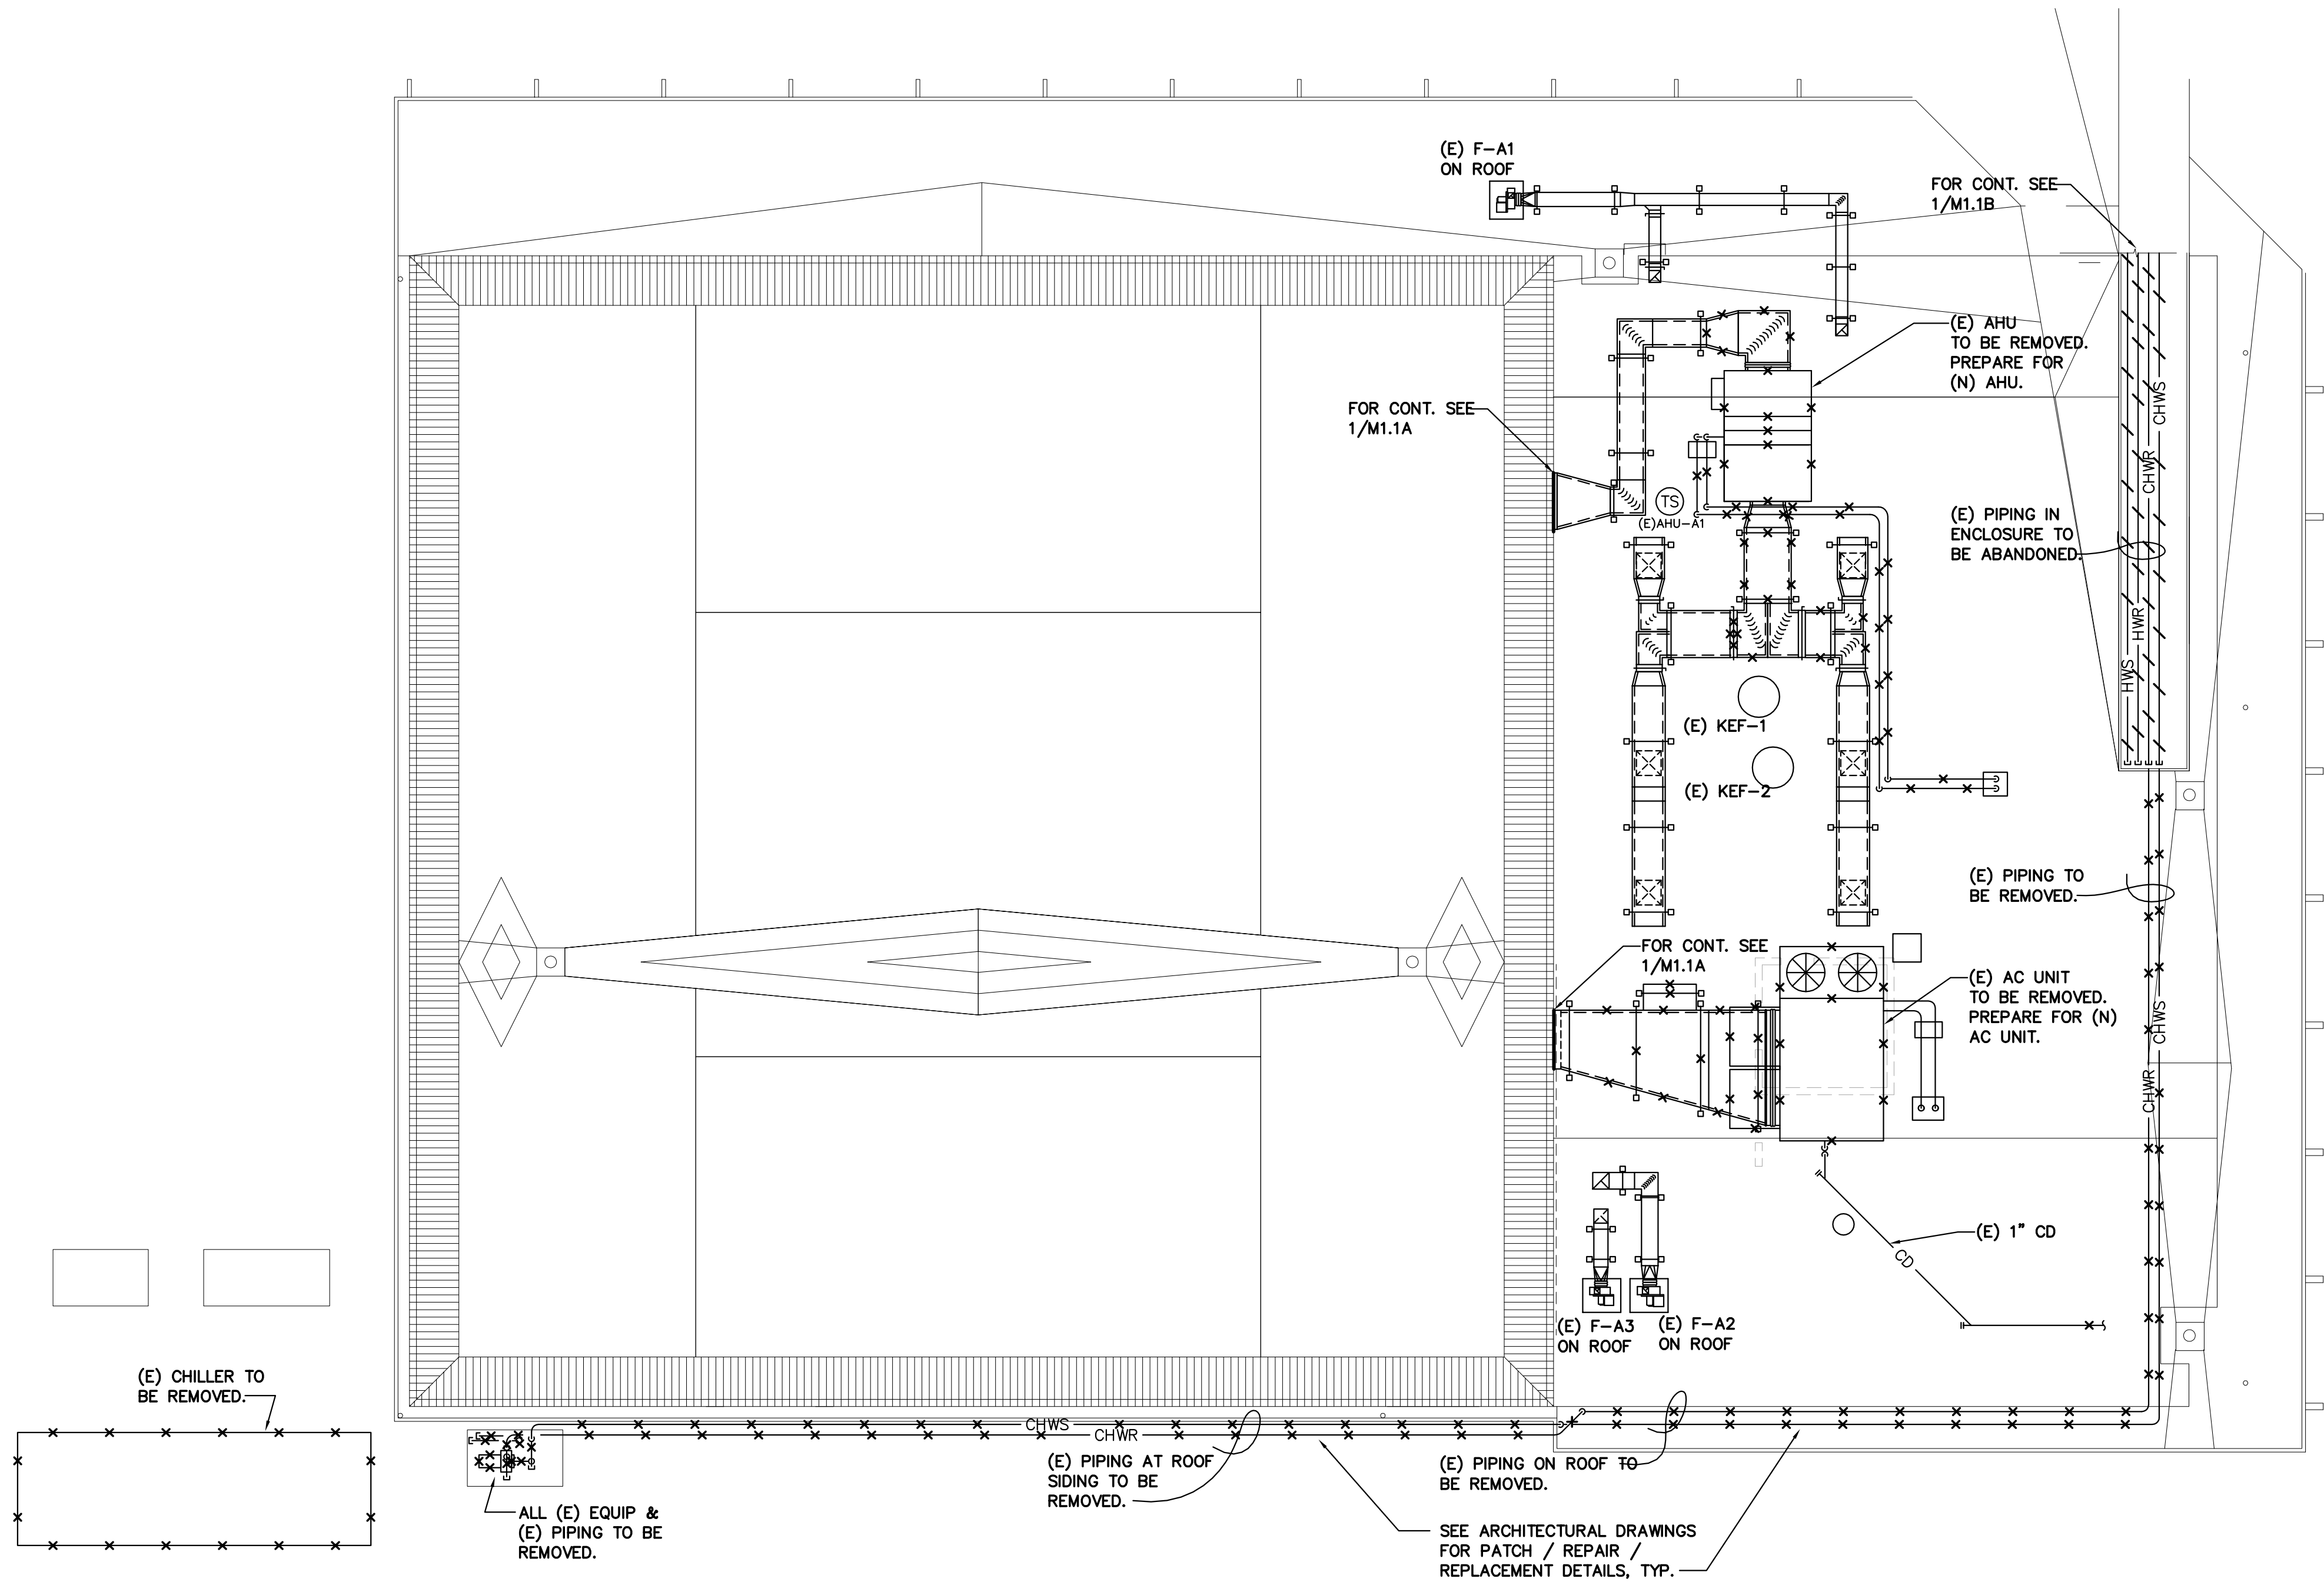 (E) F-A1
ON ROOF
FOR CONT. SEE
1/M1.1B
(E) AHU
TO BE REMOVED.
PREPARE FOR
(N) AHU.
CHWS
FOR CONT. SEE
1/M1.1A
CHWR
TS
(E)AHU-A1
(E) PIPING IN
ENCLOSURE TO
BE ABANDONED.
HWR
HWS
(E) KEF-1
(E) KEF-2
(E) PIPING TO
BE REMOVED.
FOR CONT. SEE
1/M1.1A
(E) AC UNIT
TO BE REMOVED.
PREPARE FOR (N)
AC UNIT.
CHWS
CHWR
(E) 1" CD
CD
(E) F-A3
ON ROOF
(E) F-A2
ON ROOF
(E) CHILLER TO
BE REMOVED.
CHWS
CHWR
(E) PIPING AT ROOF
SIDING TO BE
REMOVED.
(E) PIPING ON ROOF TO
BE REMOVED.
ALL (E) EQUIP &
(E) PIPING TO BE
REMOVED.
SEE ARCHITECTURAL DRAWINGS
FOR PATCH / REPAIR /
REPLACEMENT DETAILS, TYP.